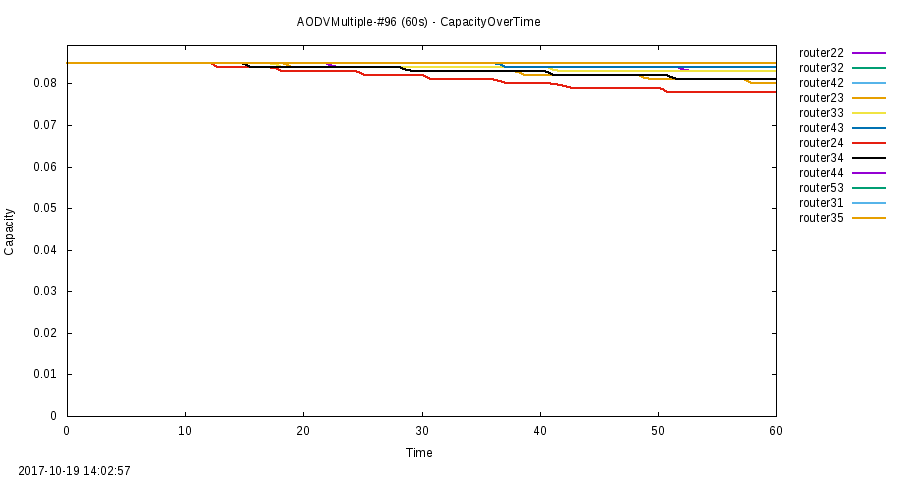 AODVMultiple-#96 (60s) - CapacityOverTime
router22
router32
router42
router23
router33
router43
router24
router34
router44
router53
router31
router35
0.08
0.07
0.06
0.05
0.04
0.03
0.02
0.01
0
Capacity
0 10 20 30 40 50 60
Time
2017-10-19 14:02:57